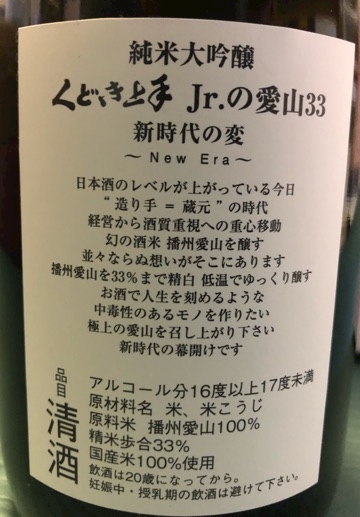 純米大吟醸
くどき上手 Jr.の愛山33
新時代の変
～New Era～
日本酒のレベルが上がっている今日
“ 造り手 = 蔵元 ” の時代
経営から酒質重視への重心移動
幻の酒米 播州愛山を醸す
並々ならぬ想いがそこにあります
播州愛山を33%まで精白 低温でゆっくり醸す
お酒で人生を刻めるような
中毒性のあるモノを作りたい
極上の愛山を召し上がり下さい
新時代の幕開けです
品目 清酒
アルコール分16度以上17度未満
原材料名 米、米こうじ
原料米 播州愛山100%
精米歩合33%
国産米100%使用
飲酒は20歳になってから。
妊娠中・授乳期の飲酒は避けて下さい。